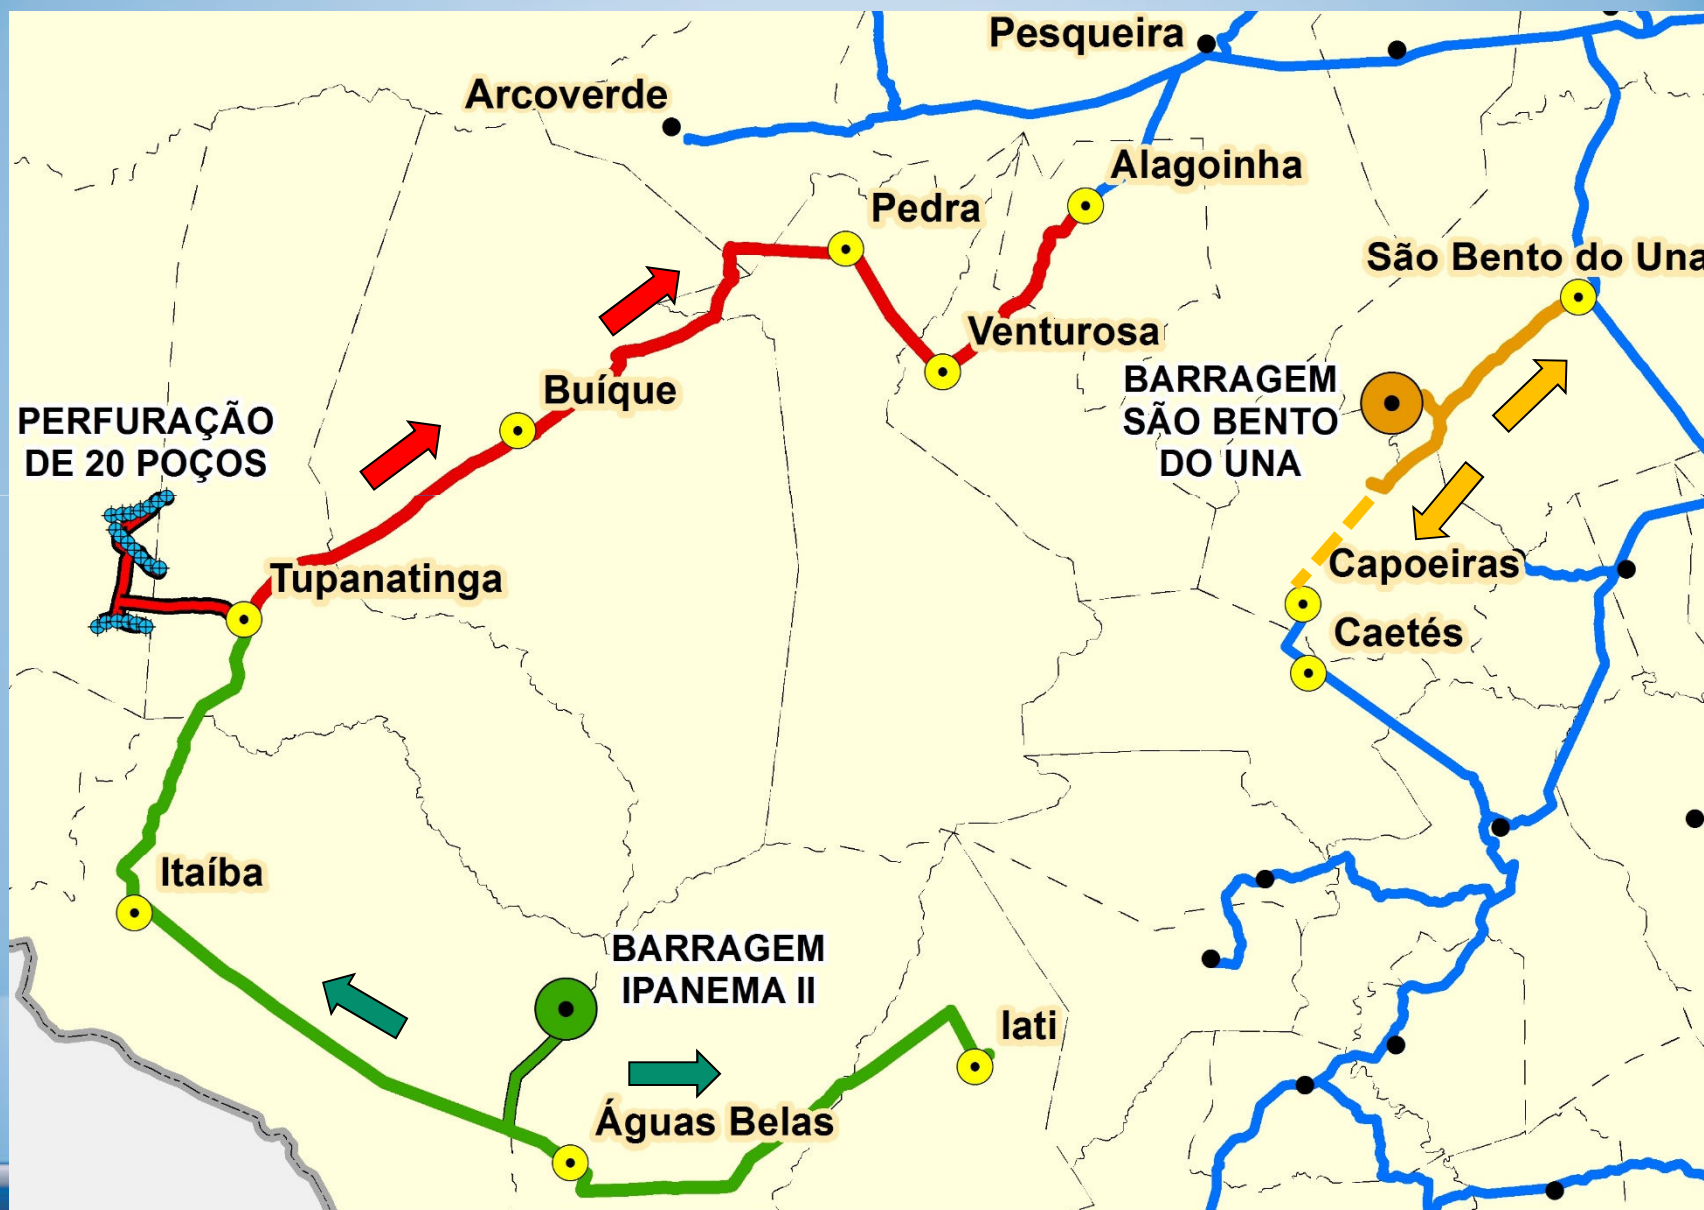 Pesqueira
Arcoverde
Alagoinha
Pedra
São Bento do Una
Venturosa
BARRAGEM
SÃO BENTO
DO UNA
Buíque
PERFURAÇÃO
DE 20 POÇOS
Capoeiras
Tupanatinga
Caetés
Itaíba
BARRAGEM
IPANEMA II
Iati
Águas Belas